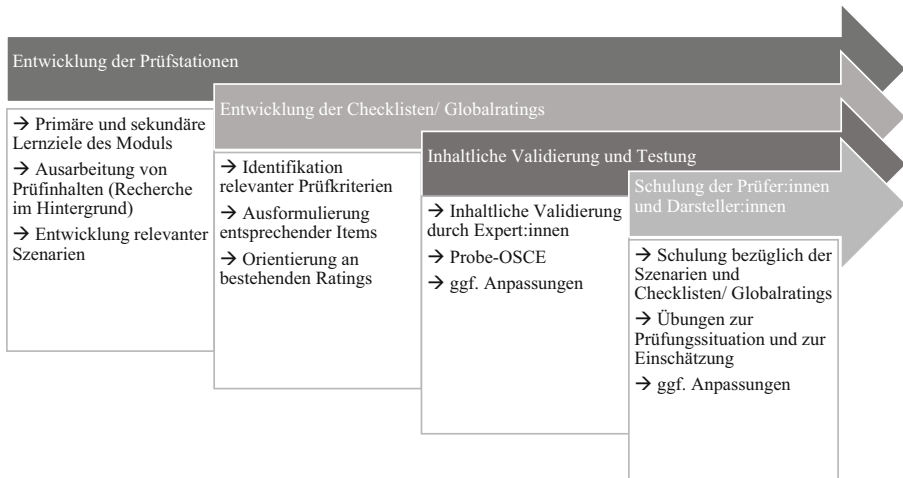 Entwicklung der Prüfstationen
→ Primäre und sekundäre
Lernziele des Moduls
→ Ausarbeitung von
Prüfinhalten (Recherche
im Hintergrund)
→ Entwicklung relevanter
Szenarien
Entwicklung der Checklisten/ Globalratings
→ Identifikation
relevanter Prüfkriterien
→ Ausformulierung
entsprechender Items
→ Orientierung an
bestehenden Ratings
Inhaltliche Validierung und Testung
→ Inhaltliche Validierung
durch Expert:innen
→ Probe-OSCE
→ ggf. Anpassungen
Schulung der Prüfer:innen
und Darsteller:innen
→ Schulung bezüglich der
Szenarien und
Checklisten/ Globalratings
→ Übungen zur
Prüfungssituation und zur
Einschätzung
→ ggf. Anpassungen